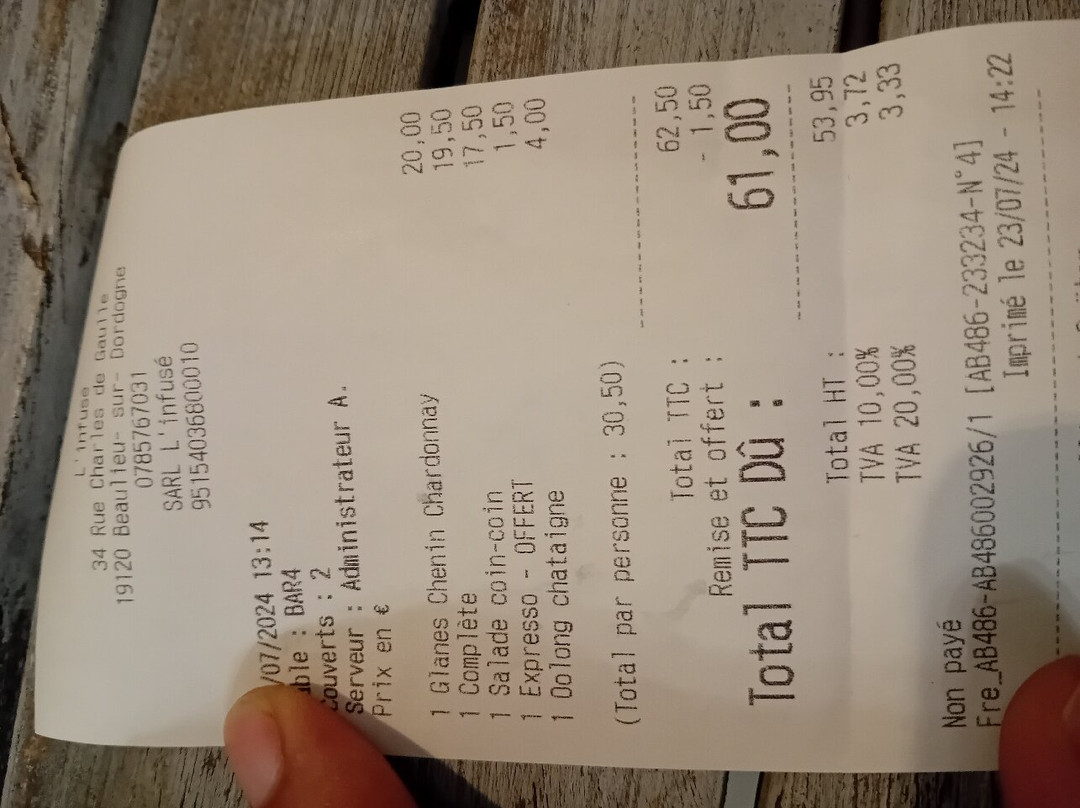 L'infuse
34 Rue Charles de Gaulle
19120 Beaulieu- sur- Dordogne
0785767031
SARL L'infusé
95154036800010
/07/2024 13:14
ble : BAR4
Couverts : 2
Serveur : Administrateur A.
Prix en €
1 Glanes Chenin Chardonnay 20,00
1 Complète 19,50
1 Salade coin-coin 17,50
1 Expresso - OFFERT 1,50
1 Oolong chataigne 4,00
(Total par personne : 30,50)
Total TTC : 62,50
Remise et offert : - 1,50
Total TTC Dû : 61,00
Total HT : 53,95
TVA 10,00% 3,72
TVA 20,00% 3,33
Non payé
Fre_AB486-AB486002926/1 [AB486-233234-N°4]
Imprimé le 23/07/24 - 14:22